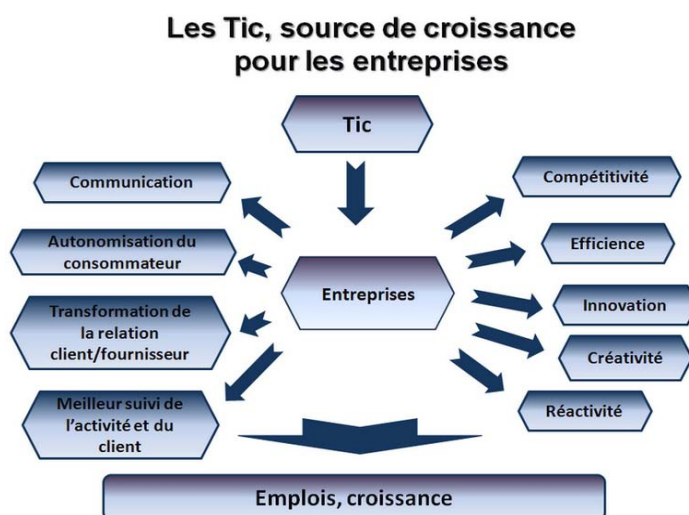 Les Tic, source de croissance
pour les entreprises
Tic
Communication
Autonomisation du
consommateur
Transformation de
la relation
client/fournisseur
Meilleur suivi de
l'activité et du
client
Entreprises
Compétitivité
Efficience
Innovation
Créativité
Réactivité
Emplois, croissance